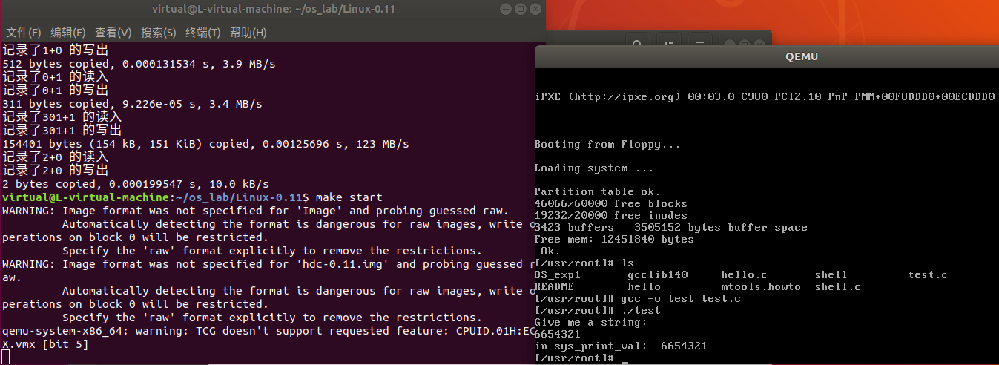 virtual@L-virtual-machine: ~/os_lab/Linux-0.11
文件(F) 编辑(E) 查看(V) 搜索(S) 终端(T) 帮助(H)
记录了1+0 的写出
512 bytes copied, 0.000131534 s, 3.9 MB/s
记录了0+1 的读入
记录了0+1 的写出
311 bytes copied, 9.226e-05 s, 3.4 MB/s
记录了301+1 的读入
记录了301+1 的写出
154401 bytes (154 kB, 151 KiB) copied, 0.00125696 s, 123 MB/s
记录了2+0 的读入
记录了2+0 的写出
2 bytes copied, 0.000199547 s, 10.0 kB/s
virtual@L-virtual-machine:~/os_lab/Linux-0.11$ make start
WARNING: Image format was not specified for 'Image' and probing guessed raw.
Automatically detecting the format is dangerous for raw images, write o
perations on block 0 will be restricted.
Specify the 'raw' format explicitly to remove the restrictions.
WARNING: Image format was not specified for 'hdc-0.11.img' and probing guessed r
aw.
Automatically detecting the format is dangerous for raw images, write o
perations on block 0 will be restricted.
Specify the 'raw' format explicitly to remove the restrictions.
qemu-system-x86_64: warning: TCG doesn't support requested feature: CPUID.01H:EC
X.vmx [bit 5]
QEMU
iPXE (http://ipxe.org) 00:03.0 C980 PCI2.10 PnP PMM+00F8DDD0+00ECDDD0
Booting from Floppy...
Loading system ...
Partition table ok.
46066/60000 free blocks
19232/20000 free inodes
3423 buffers = 3505152 bytes buffer space
Free mem: 12451840 bytes
Ok.
[/usr/root]# ls
OS_exp1 gcclib140 hello.c shell test.c
README hello mtools.howto shell.c
[/usr/root]# gcc -o test test.c
[/usr/root]# ./test
Give me a string:
6654321
in sys_print_val: 6654321
[/usr/root]# _